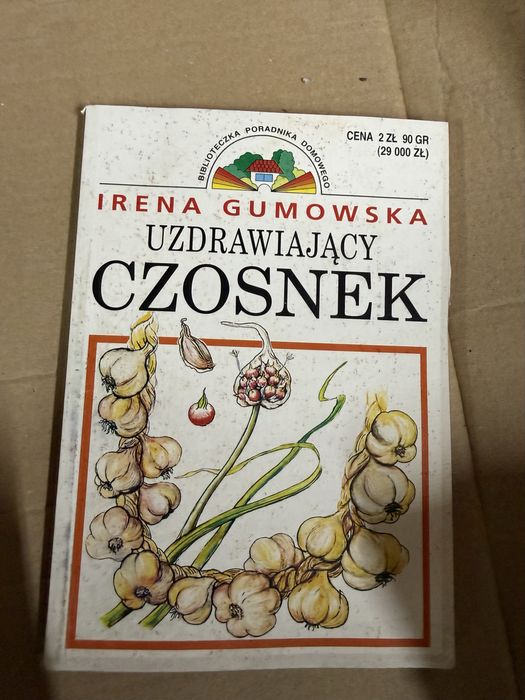 BIBLIOTECZKA PORADNIKA DOMOWEGO
CENA 2 ZŁ 90 GR
(29 000 ZŁ)
IRENA GUMOWSKA
UZDRAWIAJĄCY
CZOSNEK